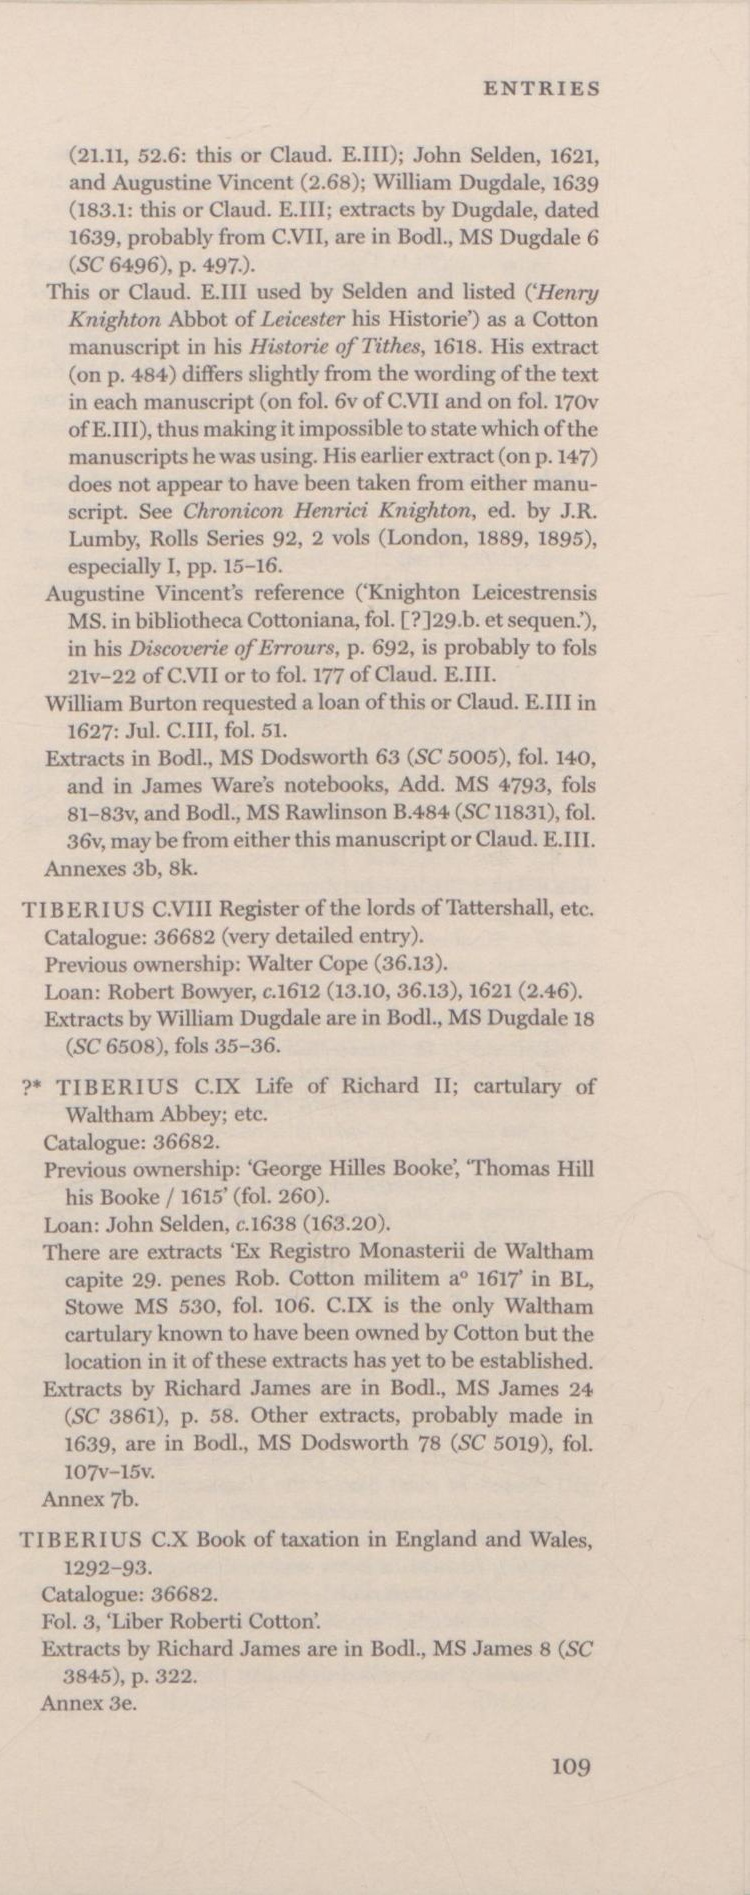 ENTRIES
(21.11, 52.6: this or Claud. E.III); John Selden, 1621,
and Augustine Vincent (2.68); William Dugdale, 1639
(183.1: this or Claud. E.III; extracts by Dugdale, dated
1639, probably from C.VII, are in Bodl., MS Dugdale 6
(SC 6496), p. 497.).
This or Claud. E.III used by Selden and listed (‘Henry
Knighton Abbot of Leicester his Historie’) as a Cotton
manuscript in his Historie of Tithes, 1618. His extract
(on p. 484) differs slightly from the wording of the text
in each manuscript (on fol. 6v of C.VII and on fol. 170v
of E.III), thus making it impossible to state which of the
manuscripts he was using. His earlier extract (on p. 147)
does not appear to have been taken from either manu-
script. See Chronicon Henrici Knighton, ed. by J.R.
Lumby, Rolls Series 92, 2 vols (London, 1889, 1895),
especially I, pp. 15–16.
Augustine Vincent’s reference (‘Knighton Leicestrensis
MS. in bibliotheca Cottoniana, fol. [?]29.b. et sequen.’),
in his Discoverie of Errours, p. 692, is probably to fols
21v–22 of C.VII or to fol. 177 of Claud. E.III.
William Burton requested a loan of this or Claud. E.III in
1627: Jul. C.III, fol. 51.
Extracts in Bodl., MS Dodsworth 63 (SC 5005), fol. 140,
and in James Ware’s notebooks, Add. MS 4793, fols
81–83v, and Bodl., MS Rawlinson B.484 (SC 11831), fol.
36v, may be from either this manuscript or Claud. E.III.
Annexes 3b, 8k.
TIBERIUS C.VIII Register of the lords of Tattershall, etc.
Catalogue: 36682 (very detailed entry).
Previous ownership: Walter Cope (36.13).
Loan: Robert Bowyer, c.1612 (13.10, 36.13), 1621 (2.46).
Extracts by William Dugdale are in Bodl., MS Dugdale 18
(SC 6508), fols 35–36.
?* TIBERIUS C.IX Life of Richard II; cartulary of
Waltham Abbey; etc.
Catalogue: 36682.
Previous ownership: ‘George Hilles Booke’, ‘Thomas Hill
his Booke / 1615’ (fol. 260).
Loan: John Selden, c.1638 (163.20).
There are extracts ‘Ex Registro Monasterii de Waltham
capite 29. penes Rob. Cotton militem aº 1617’ in BL,
Stowe MS 530, fol. 106. C.IX is the only Waltham
cartulary known to have been owned by Cotton but the
location in it of these extracts has yet to be established.
Extracts by Richard James are in Bodl., MS James 24
(SC 3861), p. 58. Other extracts, probably made in
1639, are in Bodl., MS Dodsworth 78 (SC 5019), fol.
107v–15v.
Annex 7b.
TIBERIUS C.X Book of taxation in England and Wales,
1292–93.
Catalogue: 36682.
Fol. 3, ‘Liber Roberti Cotton’.
Extracts by Richard James are in Bodl., MS James 8 (SC
3845), p. 322.
Annex 3e.
109